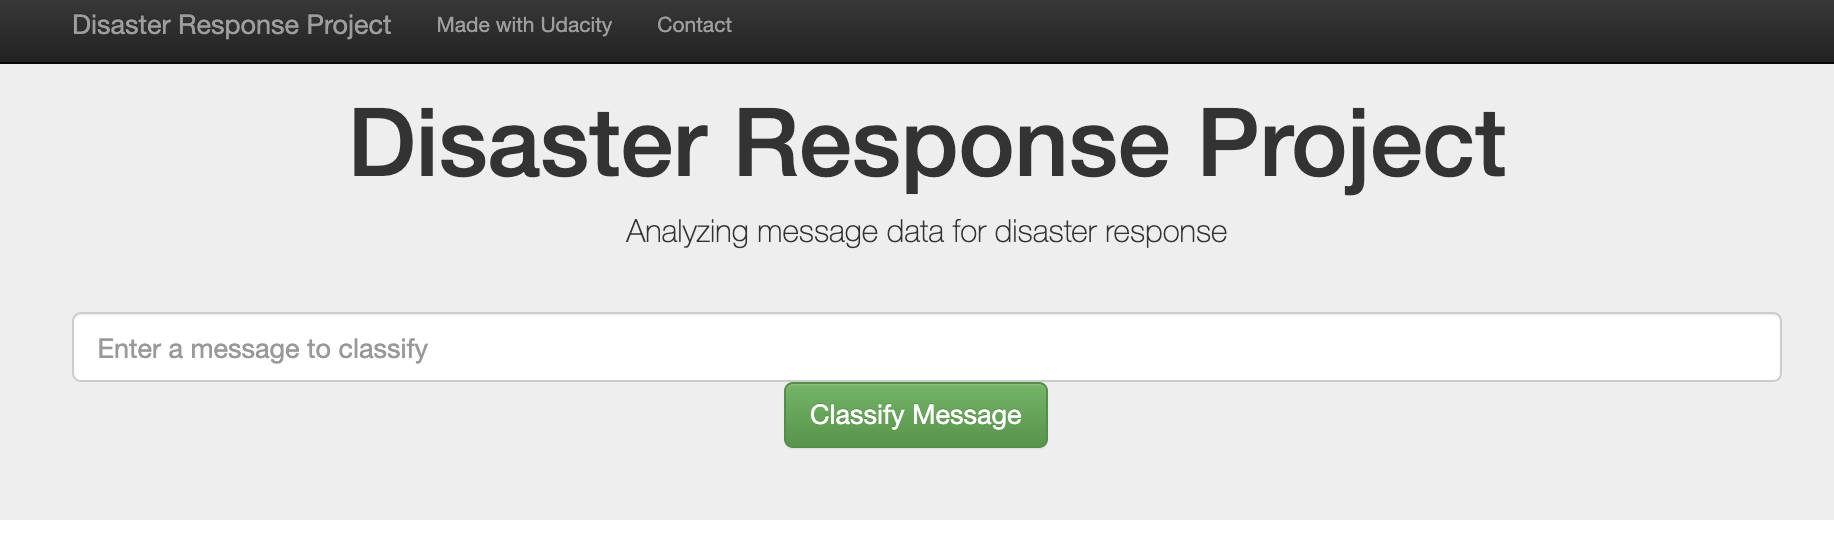 Disaster Response Project Made with Udacity Contact
Disaster Response Project
Analyzing message data for disaster response
Enter a message to classify
Classify Message